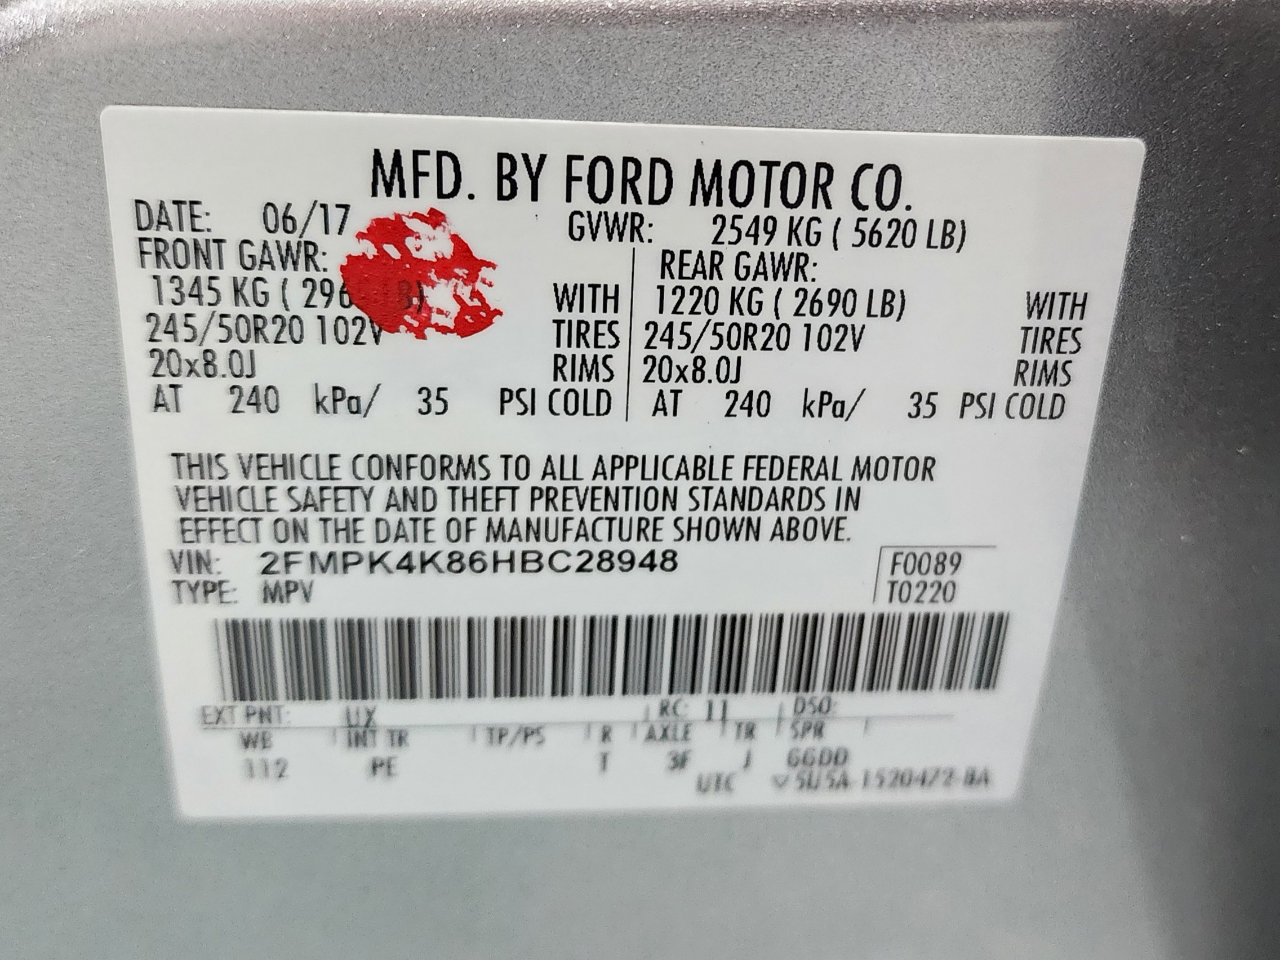 MFD. BY FORD MOTOR CO.
DATE: 06/17 GVWR: 2549 KG ( 5620 LB)
FRONT GAWR: REAR GAWR:
1345 KG ( WITH 1220 KG ( 2690 LB) WITH
245/50R20 102V TIRES 245/50R20 102V TIRES
20x8.0J RIMS 20x8.0J RIMS
AT 240 kPa/ 35 PSI COLD AT 240 kPa/ 35 PSI COLD
THIS VEHICLE CONFORMS TO ALL APPLICABLE FEDERAL MOTOR
VEHICLE SAFETY AND THEFT PREVENTION STANDARDS IN
EFFECT ON THE DATE OF MANUFACTURE SHOWN ABOVE.
VIN: 2FMPK4K86HBC28948 F0089
TYPE: MPV T0220
EXT PNT: UX RC: 11 DSO:
WB INT TR TP/PS R AXLE TR SPR
112 PE T 3F J GGDD
UTC